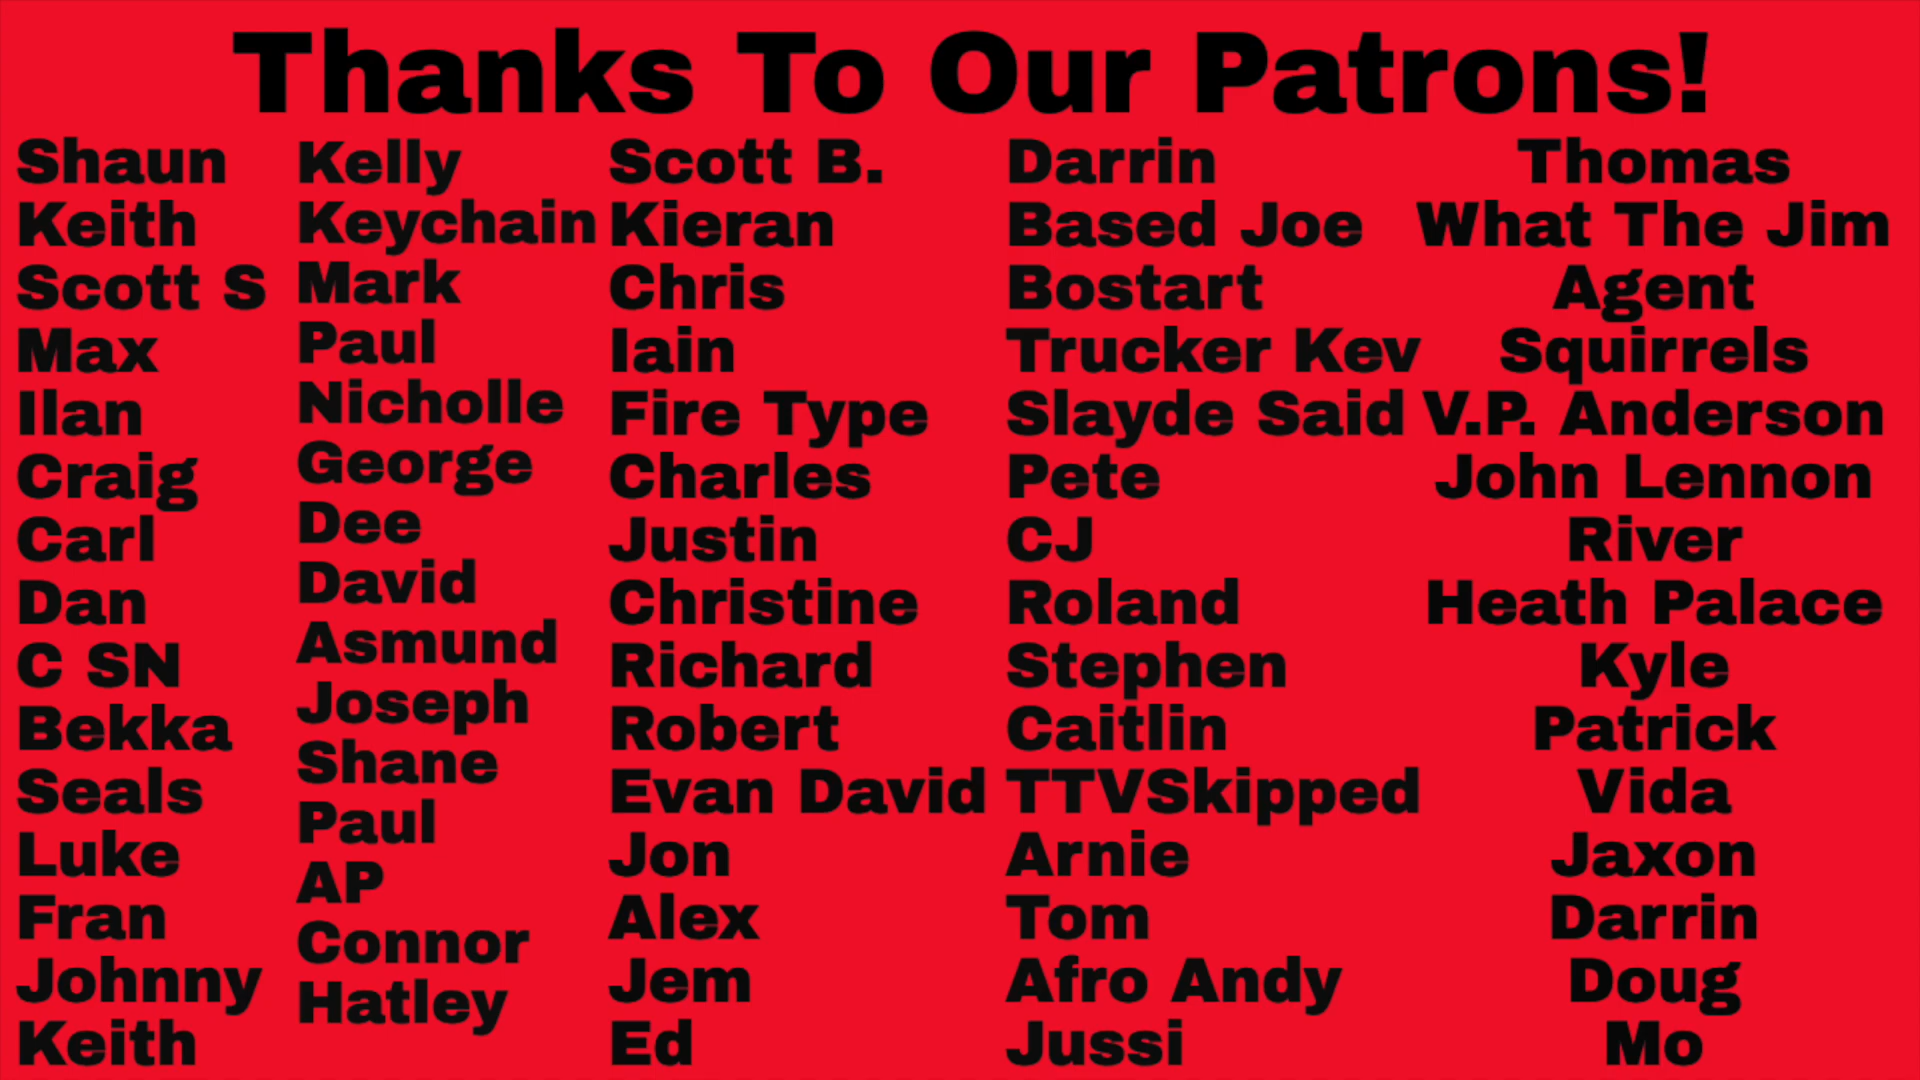 Thanks To Our Patrons!
Shaun
Keith
Scott S
Max
Ilan
Craig
Carl
Dan
C SN
Bekka
Seals
Luke
Fran
Johnny
Keith
Kelly
Keychain
Mark
Paul
Nicholle
George
Dee
David
Asmund
Joseph
Shane
Paul
AP
Connor
Hatley
Scott B.
Kieran
Chris
Iain
Fire Type
Charles
Justin
Christine
Richard
Robert
Evan David
Jon
Alex
Jem
Ed
Darrin
Based Joe
Bostart
Trucker Kev
Slayde Said
Pete
CJ
Roland
Stephen
Caitlin
TTVSkipped
Arnie
Tom
Afro Andy
Jussi
Thomas
What The Jim
Agent
Squirrels
V.P. Anderson
John Lennon
River
Heath Palace
Kyle
Patrick
Vida
Jaxon
Darrin
Doug
Mo